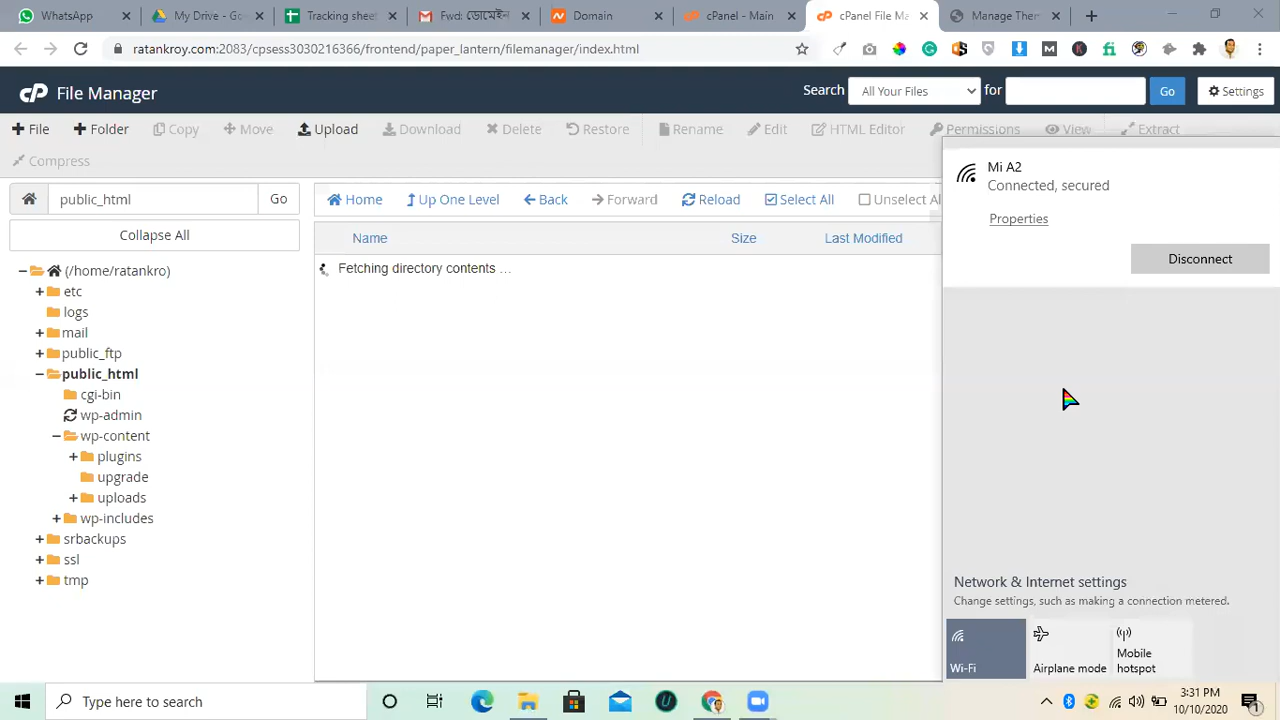 WhatsApp
My Drive - Go
Tracking sheet
Fwd: ডোমেইন
Domain
cPanel - Main
cPanel File Ma
Manage Then
ratankroy.com:2083/cpsess3030216366/frontend/paper_lantern/filemanager/index.html
cP File Manager
Search All Your Files for Go Settings
File Folder Copy Move Upload Download Delete Restore Rename Edit HTML Editor Permissions View Extract
Compress
public_html Go
Home Up One Level Back Forward Reload Select All Unselect Al
Collapse All
Name Size Last Modified
Fetching directory contents ...
(/home/ratankro)
etc
logs
mail
public_ftp
public_html
cgi-bin
wp-admin
wp-content
plugins
upgrade
uploads
wp-includes
srbackups
ssl
tmp
Mi A2
Connected, secured
Properties
Disconnect
Network & Internet settings
Change settings, such as making a connection metered.
Wi-Fi
Airplane mode
Mobile
hotspot
Type here to search
3:31 PM
10/10/2020